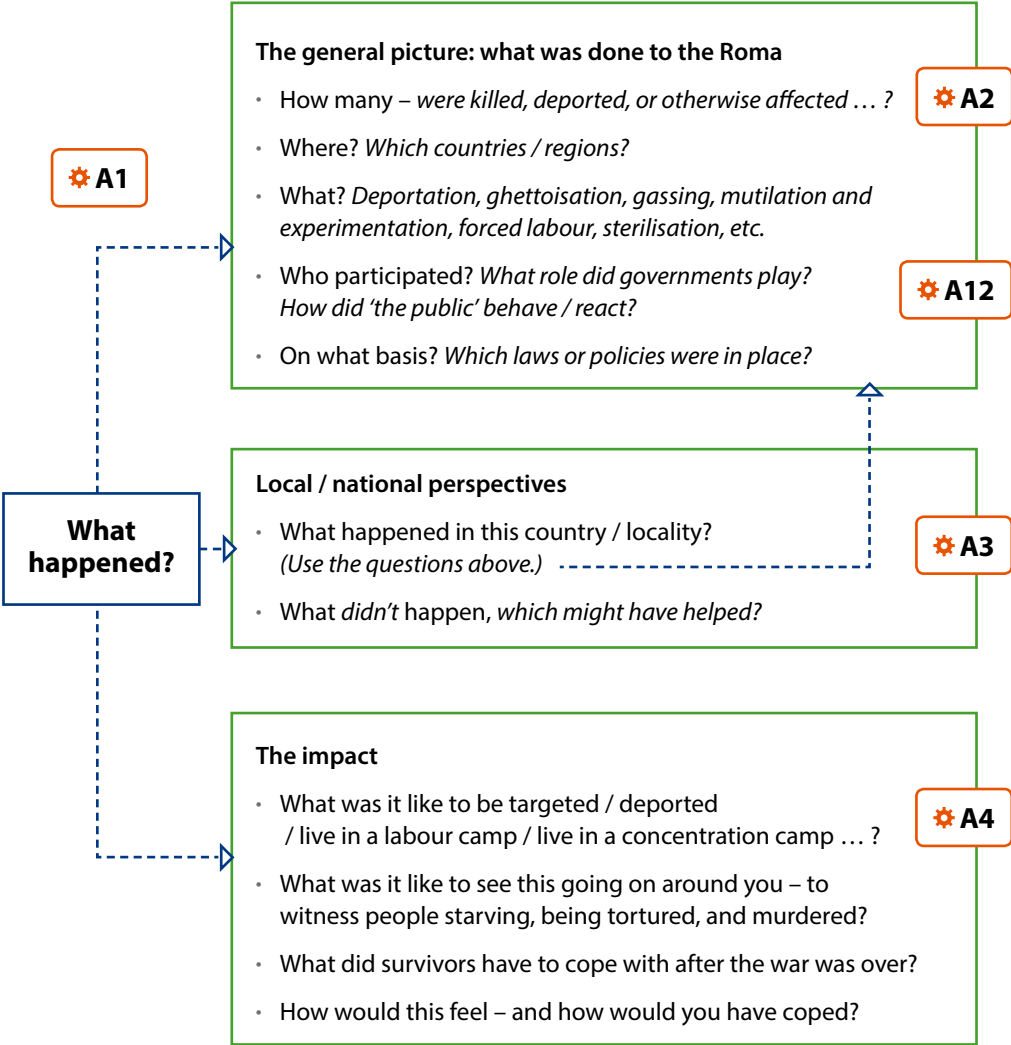 The general picture: what was done to the Roma
• How many – were killed, deported, or otherwise affected … ?
A2
• Where? Which countries / regions?
A1
• What? Deportation, ghettoisation, gassing, mutilation and
experimentation, forced labour, sterilisation, etc.
• Who participated? What role did governments play?
How did ‘the public’ behave / react?
A12
• On what basis? Which laws or policies were in place?
What
happened?
Local / national perspectives
• What happened in this country / locality?
(Use the questions above.)
A3
• What didn’t happen, which might have helped?
The impact
• What was it like to be targeted / deported
/ live in a labour camp / live in a concentration camp … ?
A4
• What was it like to see this going on around you – to
witness people starving, being tortured, and murdered?
• What did survivors have to cope with after the war was over?
• How would this feel – and how would you have coped?